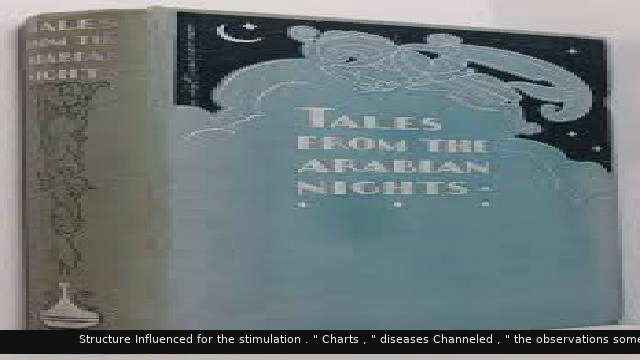 TALES
FROM THE
ARABIAN
NIGHTS
TALES
FROM THE
ARABIAN
NIGHTS
Structure Influenced for the stimulation . " Charts , " diseases Channeled , " the observations some